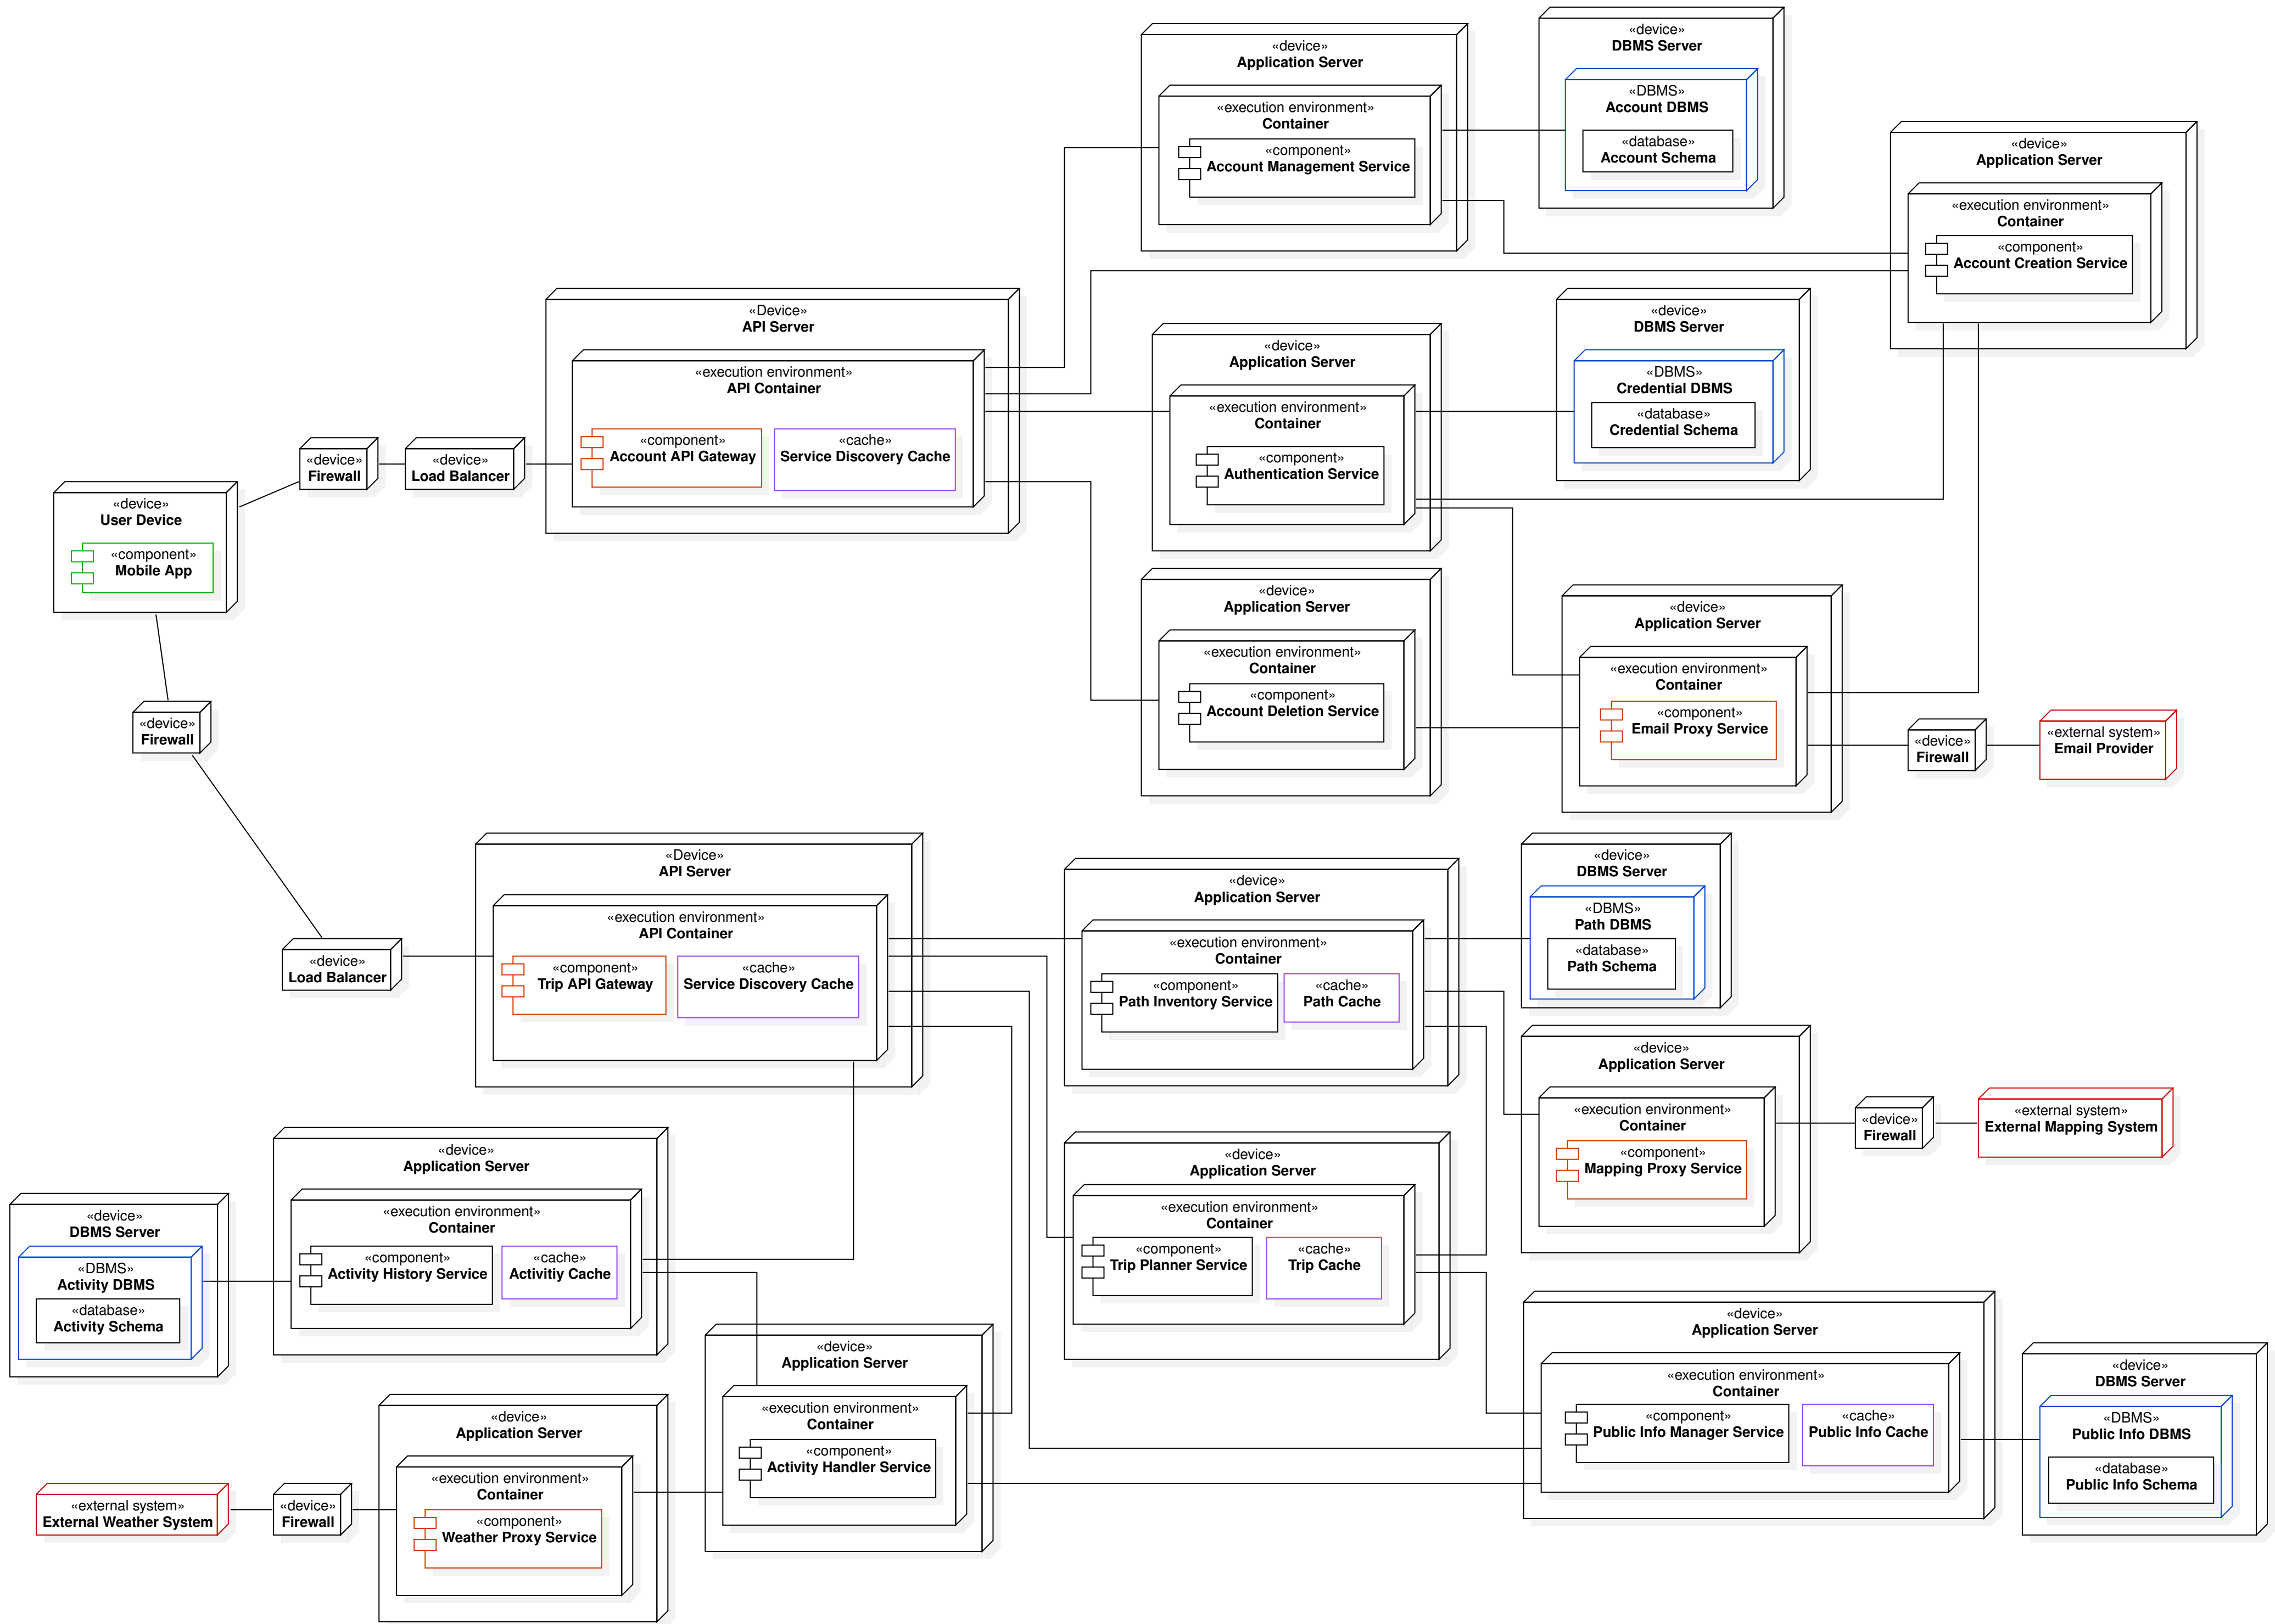 «device»
DBMS Server
«DBMS»
Account DBMS
«database»
Account Schema
«device»
Application Server
«execution environment»
Container
«component»
Account Management Service
«device»
Application Server
«execution environment»
Container
«component»
Account Creation Service
«Device»
API Server
«execution environment»
API Container
«component»
Account API Gateway
«cache»
Service Discovery Cache
«device»
Application Server
«execution environment»
Container
«component»
Authentication Service
«device»
DBMS Server
«DBMS»
Credential DBMS
«database»
Credential Schema
«device»
Firewall
«device»
Load Balancer
«device»
User Device
«component»
Mobile App
«device»
Application Server
«execution environment»
Container
«component»
Account Deletion Service
«device»
Application Server
«execution environment»
Container
«component»
Email Proxy Service
«device»
Firewall
«external system»
Email Provider
«device»
Firewall
«device»
Load Balancer
«Device»
API Server
«execution environment»
API Container
«component»
Trip API Gateway
«cache»
Service Discovery Cache
«device»
Application Server
«execution environment»
Container
«component»
Path Inventory Service
«cache»
Path Cache
«device»
DBMS Server
«DBMS»
Path DBMS
«database»
Path Schema
«device»
Application Server
«execution environment»
Container
«component»
Mapping Proxy Service
«device»
Firewall
«external system»
External Mapping System
«device»
Application Server
«execution environment»
Container
«component»
Activity History Service
«cache»
Activitiy Cache
«device»
Application Server
«execution environment»
Container
«component»
Trip Planner Service
«cache»
Trip Cache
«device»
DBMS Server
«DBMS»
Activity DBMS
«database»
Activity Schema
«device»
Application Server
«execution environment»
Container
«component»
Activity Handler Service
«device»
Application Server
«execution environment»
Container
«component»
Public Info Manager Service
«cache»
Public Info Cache
«device»
DBMS Server
«DBMS»
Public Info DBMS
«database»
Public Info Schema
«device»
Application Server
«execution environment»
Container
«component»
Weather Proxy Service
«external system»
External Weather System
«device»
Firewall